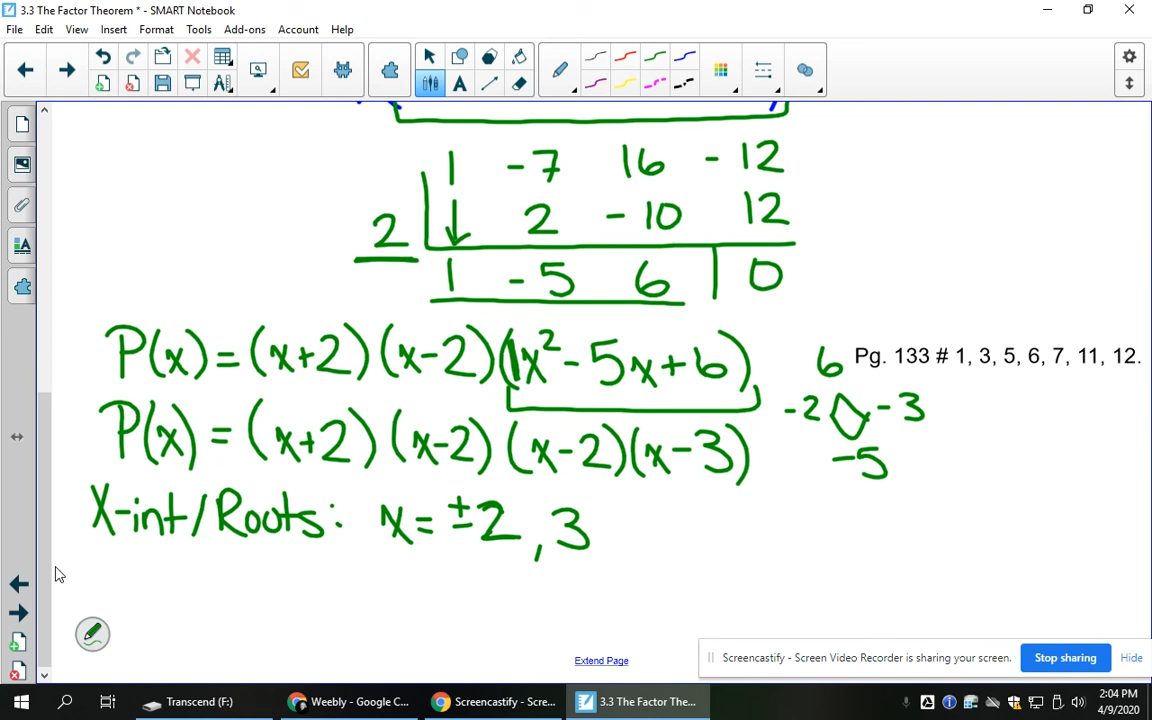 3.3 The Factor Theorem * - SMART Notebook
File Edit View Insert Format Tools Add-ons Account Help
1 -7 16 -12
2 ↓ 2 -10 12
1 -5 6 | 0
P(x) = (x+2)(x-2)(1x² - 5x + 6)
6 Pg. 133 # 1, 3, 5, 6, 7, 11, 12.
-2 -3
-5
P(x) = (x+2)(x-2)(x-2)(x-3)
X-int/Roots: x = ±2, 3
Extend Page
Screencastify - Screen Video Recorder is sharing your screen. Stop sharing Hide
Transcend (F:) Weebly - Google C... Screencastify - Scre... 3.3 The Factor The... 2:04 PM
4/9/2020